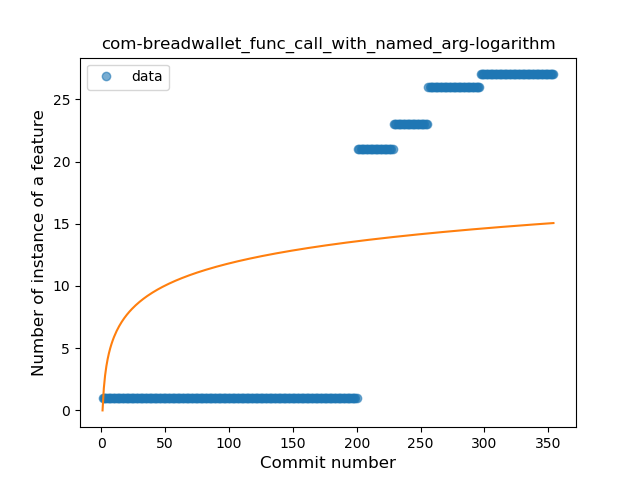 com-breadwallet_func_call_with_named_arg-logarithm
data
Number of instance of a feature
25
20
15
10
5
0
0 50 100 150 200 250 300 350
Commit number